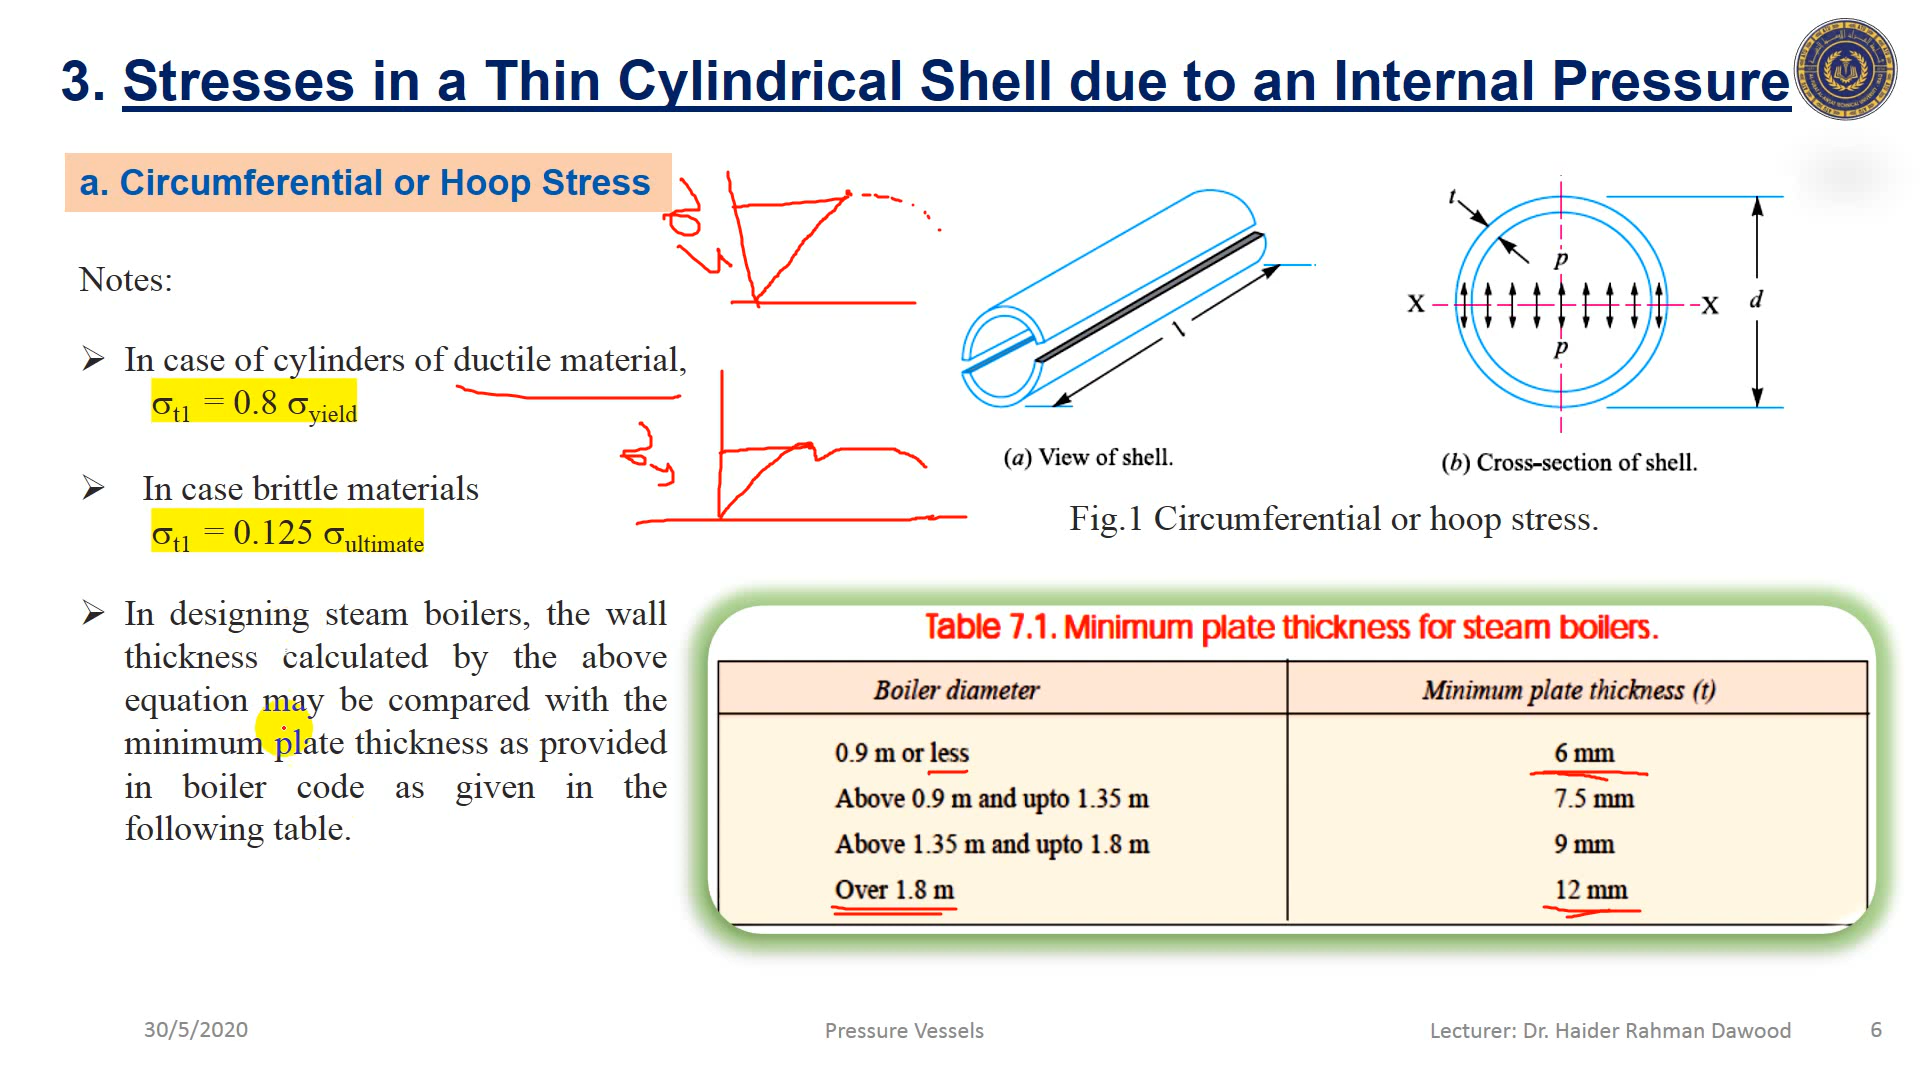 3. Stresses in a Thin Cylindrical Shell due to an Internal Pressure
a. Circumferential or Hoop Stress
Notes:
➢ In case of cylinders of ductile material,
σt1 = 0.8 σyield
➢ In case brittle materials
σt1 = 0.125 σultimate
➢ In designing steam boilers, the wall
thickness calculated by the above
equation may be compared with the
minimum plate thickness as provided
in boiler code as given in the
following table.
l
(a) View of shell.
t
p
X
X
d
p
(b) Cross-section of shell.
Fig.1 Circumferential or hoop stress.
Table 7.1. Minimum plate thickness for steam boilers.
Boiler diameter Minimum plate thickness (t)
0.9 m or less 6 mm
Above 0.9 m and upto 1.35 m 7.5 mm
Above 1.35 m and upto 1.8 m 9 mm
Over 1.8 m 12 mm
30/5/2020 Pressure Vessels Lecturer: Dr. Haider Rahman Dawood 6